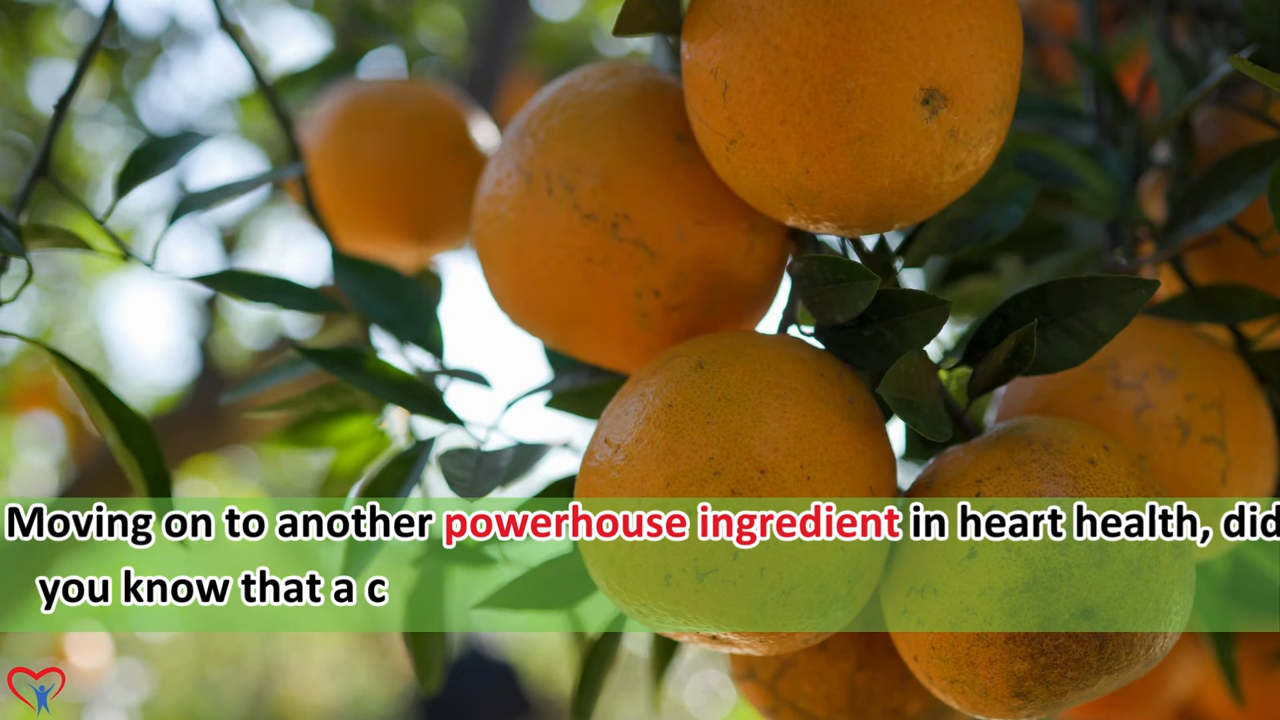 Moving on to another powerhouse ingredient in heart health, did
you know that a c